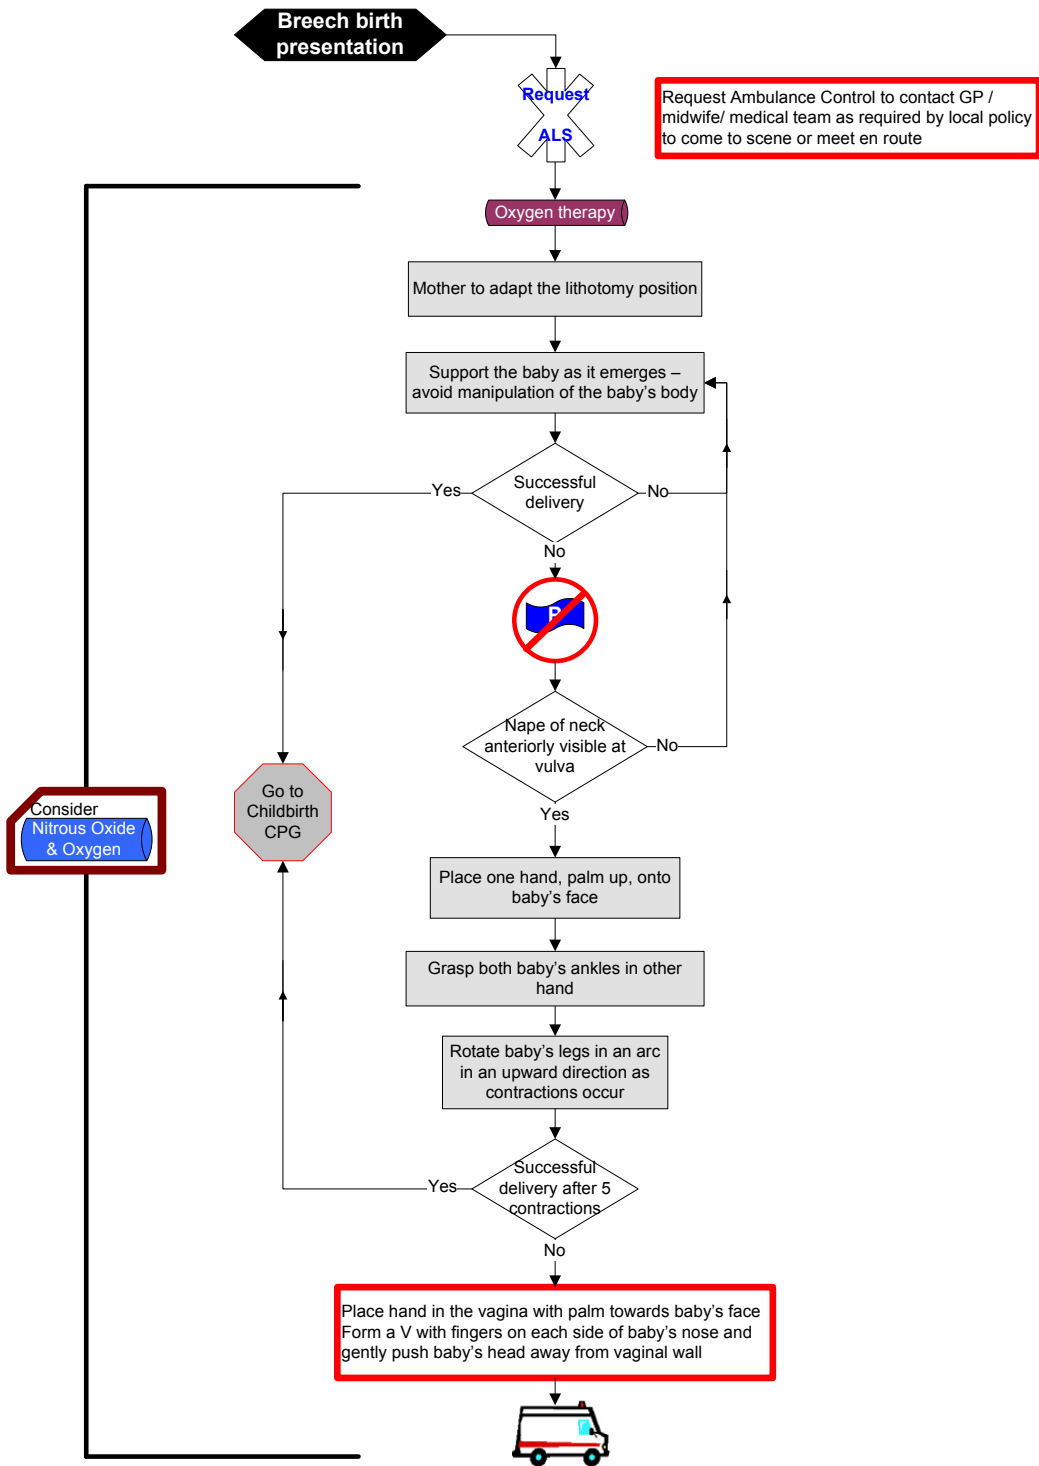 Breech birth
presentation
Request
ALS
Request Ambulance Control to contact GP /
midwife/ medical team as required by local policy
to come to scene or meet en route
Oxygen therapy
Mother to adapt the lithotomy position
Support the baby as it emerges –
avoid manipulation of the baby's body
Successful
delivery
Yes
No
No
P
Nape of neck
anteriorly visible at
vulva
No
Yes
Go to
Childbirth
CPG
Consider
Nitrous Oxide
& Oxygen
Place one hand, palm up, onto
baby's face
Grasp both baby's ankles in other
hand
Rotate baby's legs in an arc
in an upward direction as
contractions occur
Successful
delivery after 5
contractions
Yes
No
Place hand in the vagina with palm towards baby's face
Form a V with fingers on each side of baby's nose and
gently push baby's head away from vaginal wall